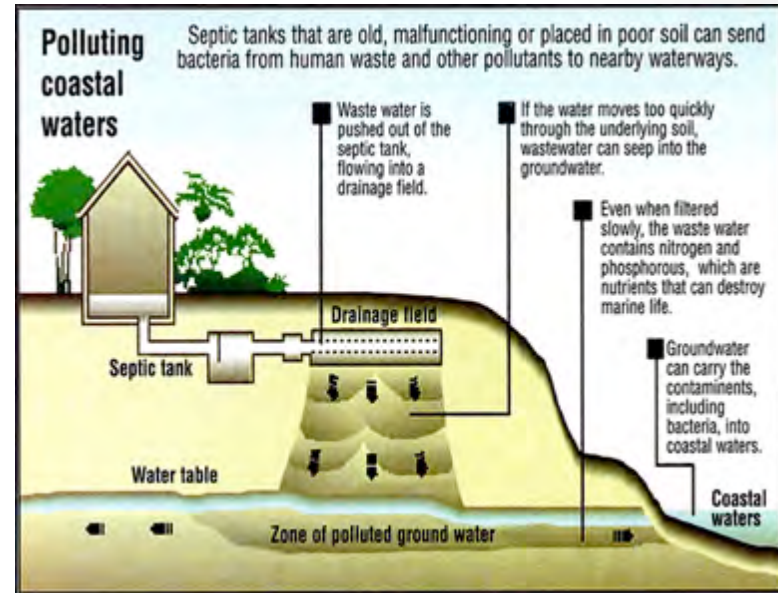 Polluting
coastal
waters
Septic tanks that are old, malfunctioning or placed in poor soil can send
bacteria from human waste and other pollutants to nearby waterways.
Waste water is
pushed out of the
septic tank,
flowing into a
drainage field.
If the water moves too quickly
through the underlying soil,
wastewater can seep into the
groundwater.
Even when filtered
slowly, the waste water
contains nitrogen and
phosphorous, which are
nutrients that can destroy
marine life.
Groundwater
can carry the
contaminents,
including
bacteria, into
coastal waters.
Drainage field
Septic tank
Water table
Coastal
waters
Zone of polluted ground water